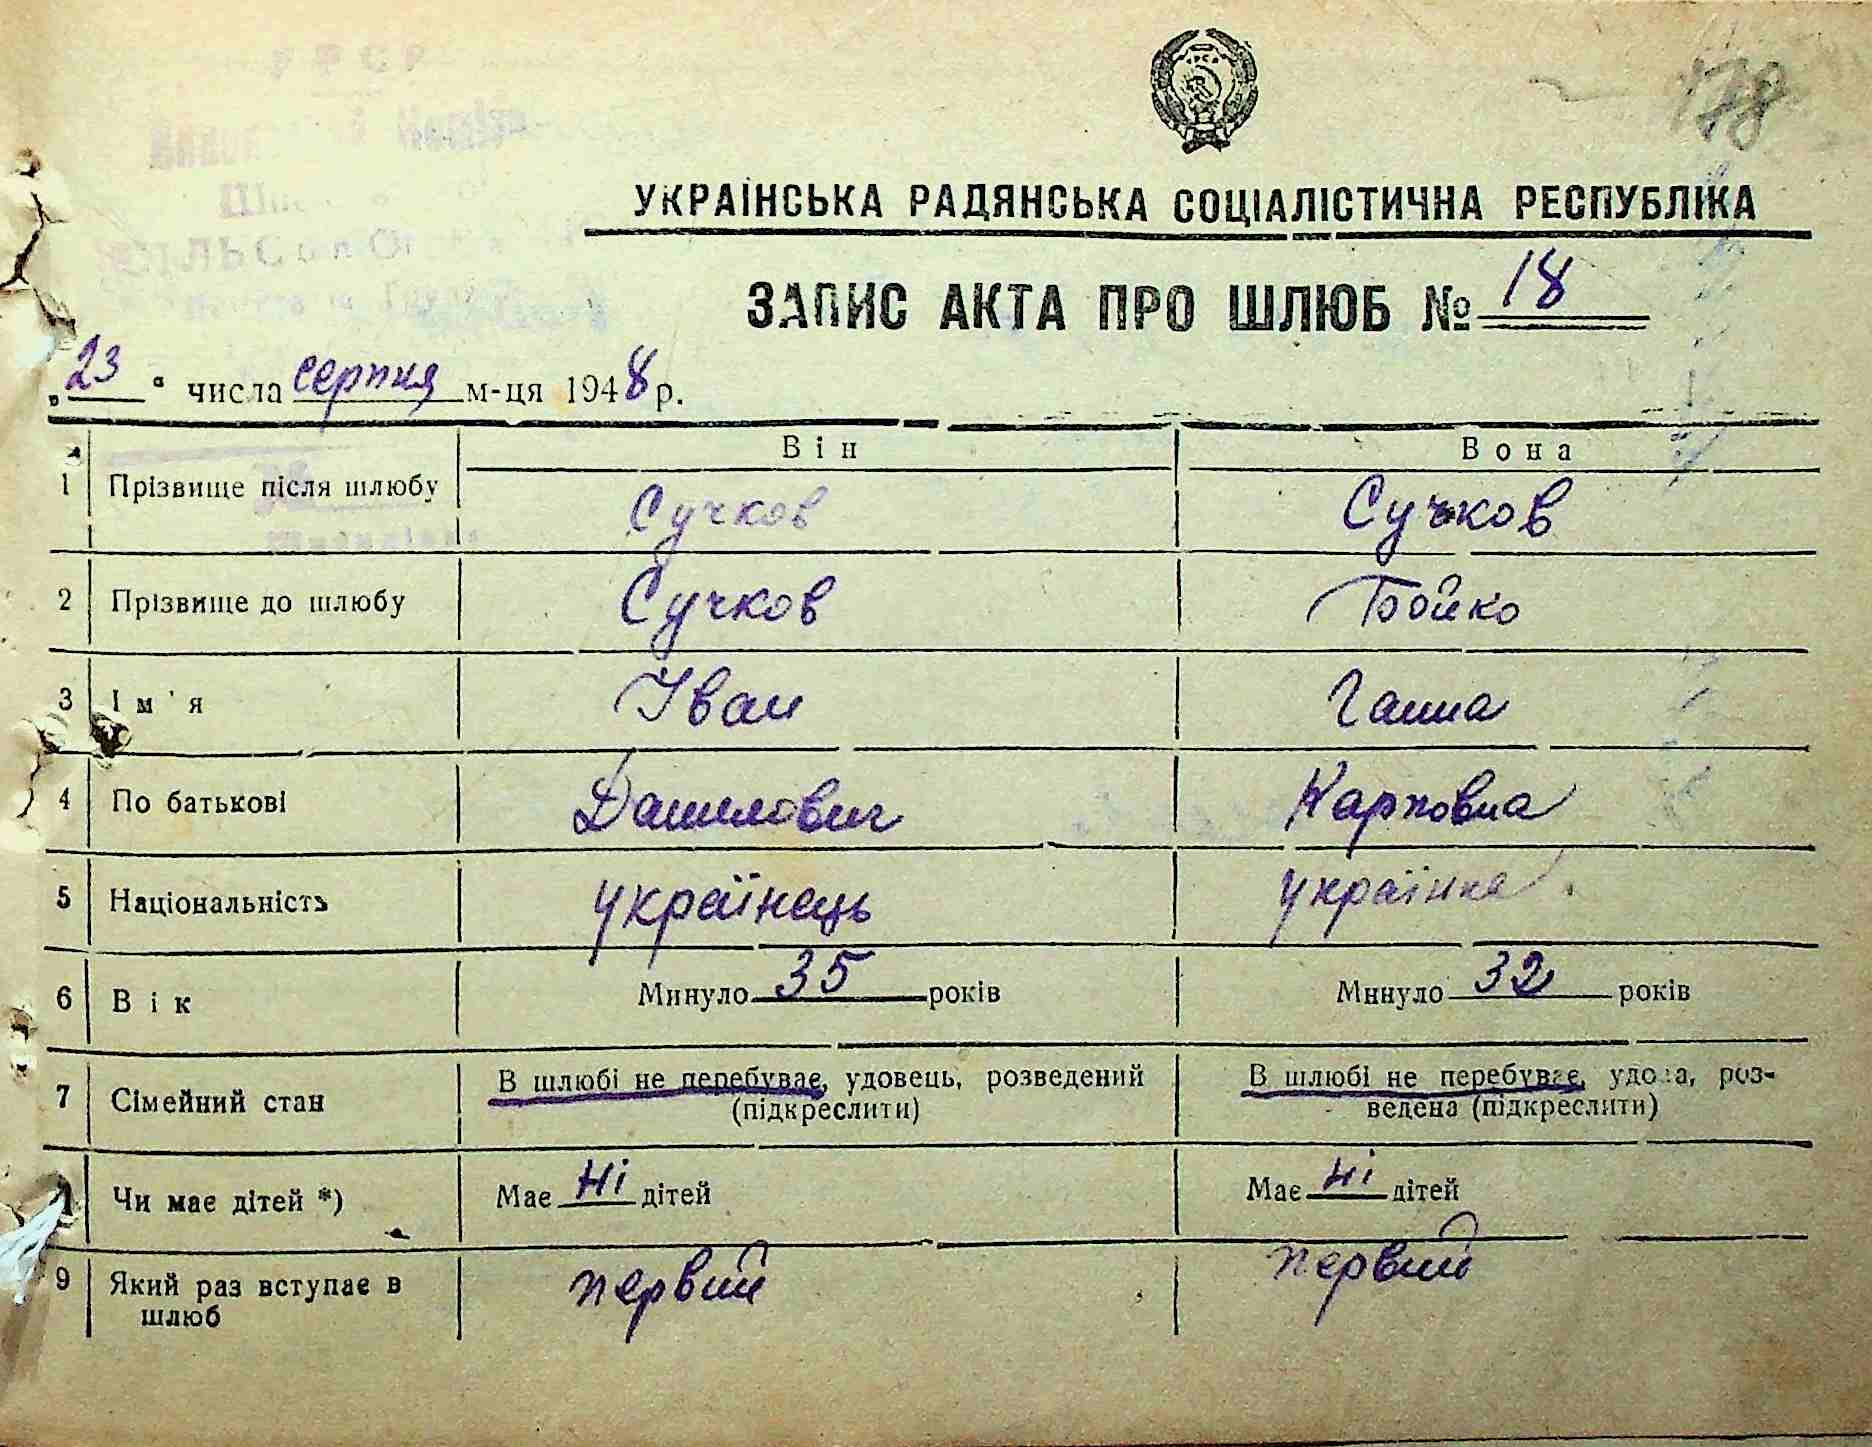 178
УКРАЇНСЬКА РАДЯНСЬКА СОЦІАЛІСТИЧНА РЕСПУБЛІКА
ЗАПИС АКТА ПРО ШЛЮБ № 18
„23“ числа серпня м-ця 1948 р.
Він Вона
1 Прізвище після шлюбу Сучков Сучков
2 Прізвище до шлюбу Сучков Бойко
3 Ім'я Іван Ганна
4 По батькові Данилович Карповна
5 Національність українець українка
6 Вік Минуло 35 років Минуло 32 років
7 Сімейний стан В шлюбі не перебуває, удовець, розведений (підкреслити) В шлюбі не перебуває, удова, роз-
ведена (підкреслити)
Чи має дітей *) Має ні дітей Має ні дітей
9 Який раз вступає в шлюб первий первий